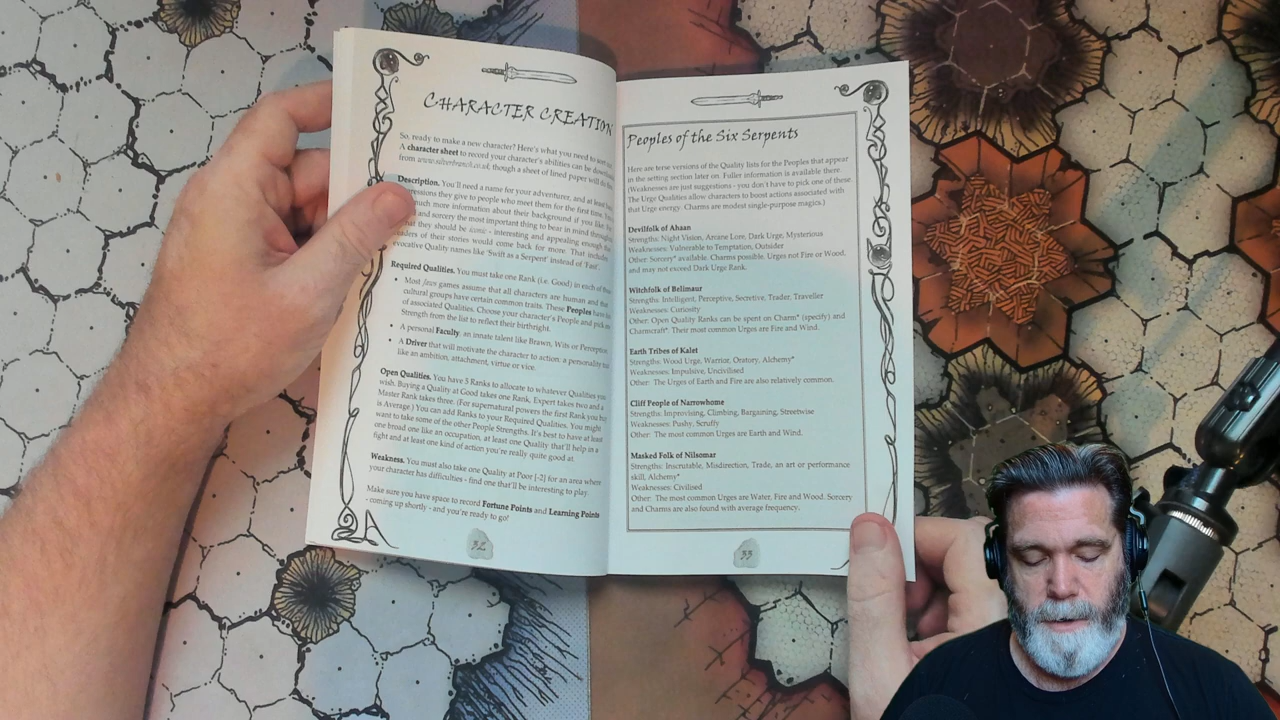 CHARACTER CREATION
So, ready to make a new character? Here's what you need to
A character sheet to record your character's abilities can be
from www.silverbranch.co.uk, though a sheet of lined paper will do
Description. You'll need a name for your adventurer, and at least
they give to people who meet them for the first time.
much more information about their background if you like.
and sorcery the most important thing to bear in mind
they should be iconic - interesting and appealing enough
of their stories would come back for more. That includes
evocative Quality names like 'Swift as a Serpent' instead of 'Fast'.
Required Qualities. You must take one Rank (i.e. Good) in each of
• Most games assume that all characters are human and
cultural groups have certain common traits. These Peoples have
of associated Qualities. Choose your character's People and pick
Strength from the list to reflect their birthright.
• A personal Faculty, an innate talent like Brawn, Wits or Perception.
• A Driver that will motivate the character to action: a personality
like an ambition, attachment, virtue or vice.
Open Qualities. You have 5 Ranks to allocate to whatever Qualities you
wish. Buying a Quality at Good takes one Rank, Expert takes two and a
Master Rank takes three. (For supernatural powers the first Rank you buy
is Average.) You can add Ranks to your Required Qualities. You might
want to take some of the other People Strengths. It's best to have at least
one broad one like an occupation, at least one Quality that'll help in a
fight and at least one kind of action you're really quite good at.
Weakness. You must also take one Quality at Poor [-2] for an area where
your character has difficulties - find one that'll be interesting to play.
Make sure you have space to record Fortune Points and Learning Points
- coming up shortly - and you're ready to go!
32
Peoples of the Six Serpents
Here are terse versions of the Quality lists for the Peoples that appear
in the setting section later on. Fuller information is available there.
(Weaknesses are just suggestions - you don't have to pick one of these.
The Urge Qualities allow characters to boost actions associated with
that Urge energy. Charms are modest single-purpose magics.)
Devilfolk of Ahaan
Strengths: Night Vision, Arcane Lore, Dark Urge, Mysterious
Weaknesses: Vulnerable to Temptation, Outsider
Other: Sorcery* available. Charms possible. Urges not Fire or Wood,
and may not exceed Dark Urge Rank.
Witchfolk of Belimaur
Strengths: Intelligent, Perceptive, Secretive, Trader, Traveller
Weaknesses: Curiosity
Other: Open Quality Ranks can be spent on Charm* (specify) and
Charmcraft*. Their most common Urges are Fire and Wind.
Earth Tribes of Kalet
Strengths: Wood Urge, Warrior, Oratory, Alchemy*
Weaknesses: Impulsive, Uncivilised
Other: The Urges of Earth and Fire are also relatively common.
Cliff People of Narrowhome
Strengths: Improvising, Climbing, Bargaining, Streetwise
Weaknesses: Pushy, Scruffy
Other: The most common Urges are Earth and Wind.
Masked Folk of Nilsomar
Strengths: Inscrutable, Misdirection, Trade, an art or performance
skill, Alchemy*
Weaknesses: Civilised
Other: The most common Urges are Water, Fire and Wood. Sorcery
and Charms are also found with average frequency.
33